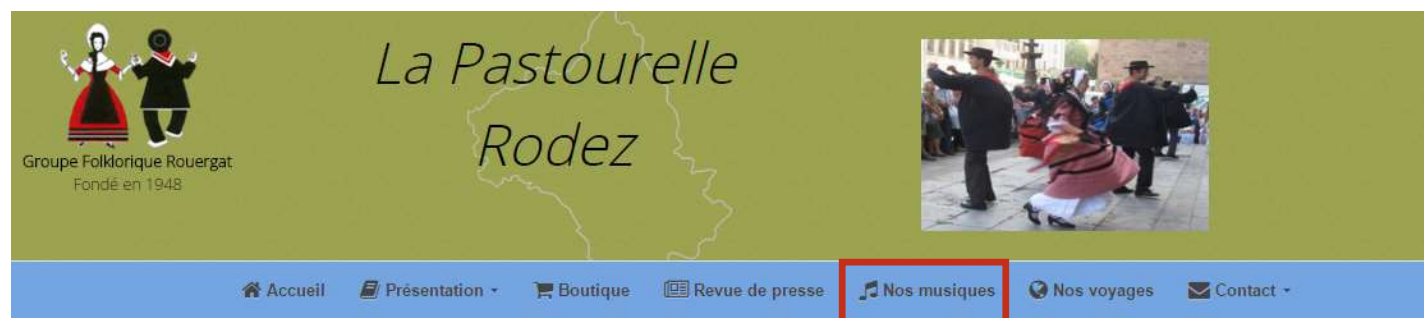 La Pastourelle
Rodez
Groupe Folklorique Rouergat
Fondé en 1948
Accueil Présentation Boutique Revue de presse Nos musiques Nos voyages Contact